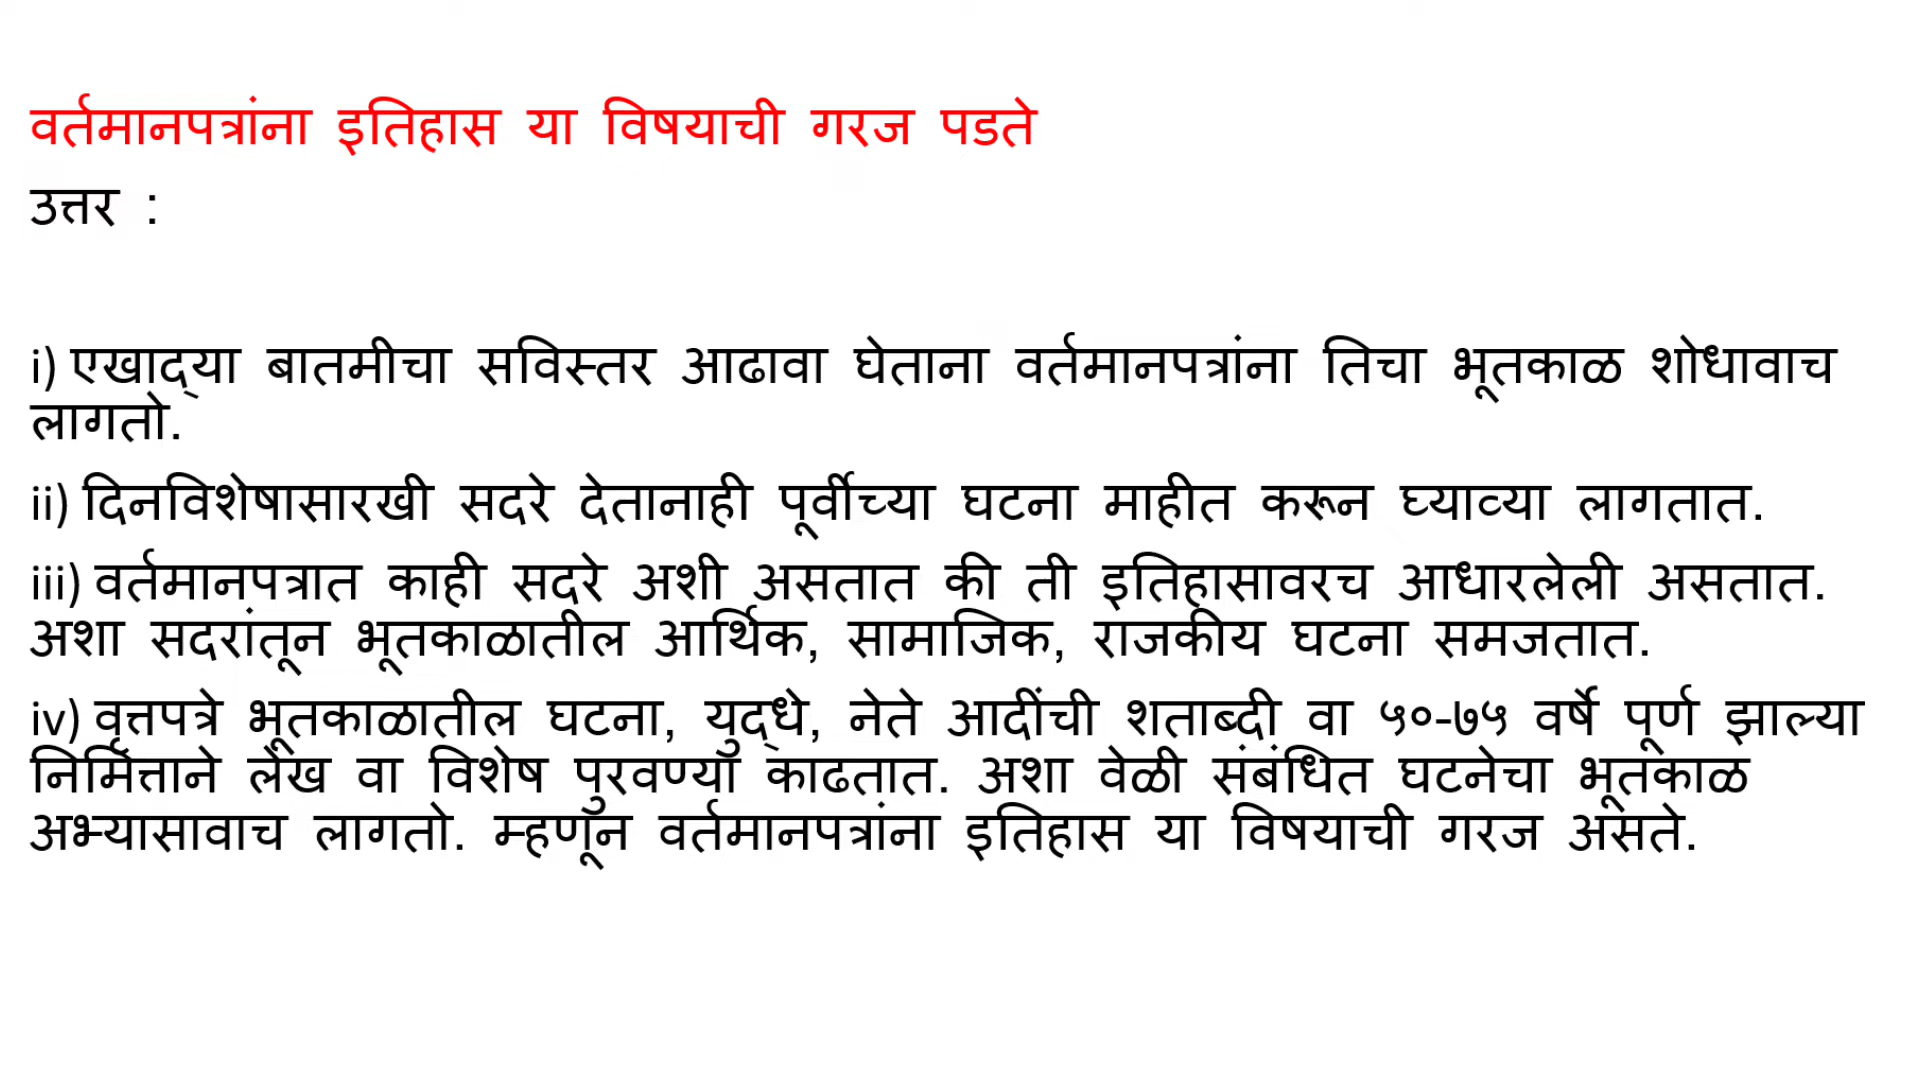 वर्तमानपत्रांना इतिहास या विषयाची गरज पडते
उत्तर :
i) एखाद्‌या बातमीचा सविस्तर आढावा घेताना वर्तमानपत्रांना तिचा भूतकाळ शोधावाच
लागतो.
ii) दिनविशेषासारखी सदरे देतानाही पूर्वीच्या घटना माहीत करून घ्याव्या लागतात.
iii) वर्तमानपत्रात काही सदरे अशी असतात की ती इतिहासावरच आधारलेली असतात.
अशा सदरांतून भूतकाळातील आर्थिक, सामाजिक, राजकीय घटना समजतात.
iv) वृत्तपत्रे भूतकाळातील घटना, युद्‌धे, नेते आदींची शताब्दी वा ५०-७५ वर्षे पूर्ण झाल्या
निमित्ताने लेख वा विशेष पुरवण्या काढतात. अशा वेळी संबंधित घटनेचा भूतकाळ
अभ्यासावाच लागतो. म्हणून वर्तमानपत्रांना इतिहास या विषयाची गरज असते.